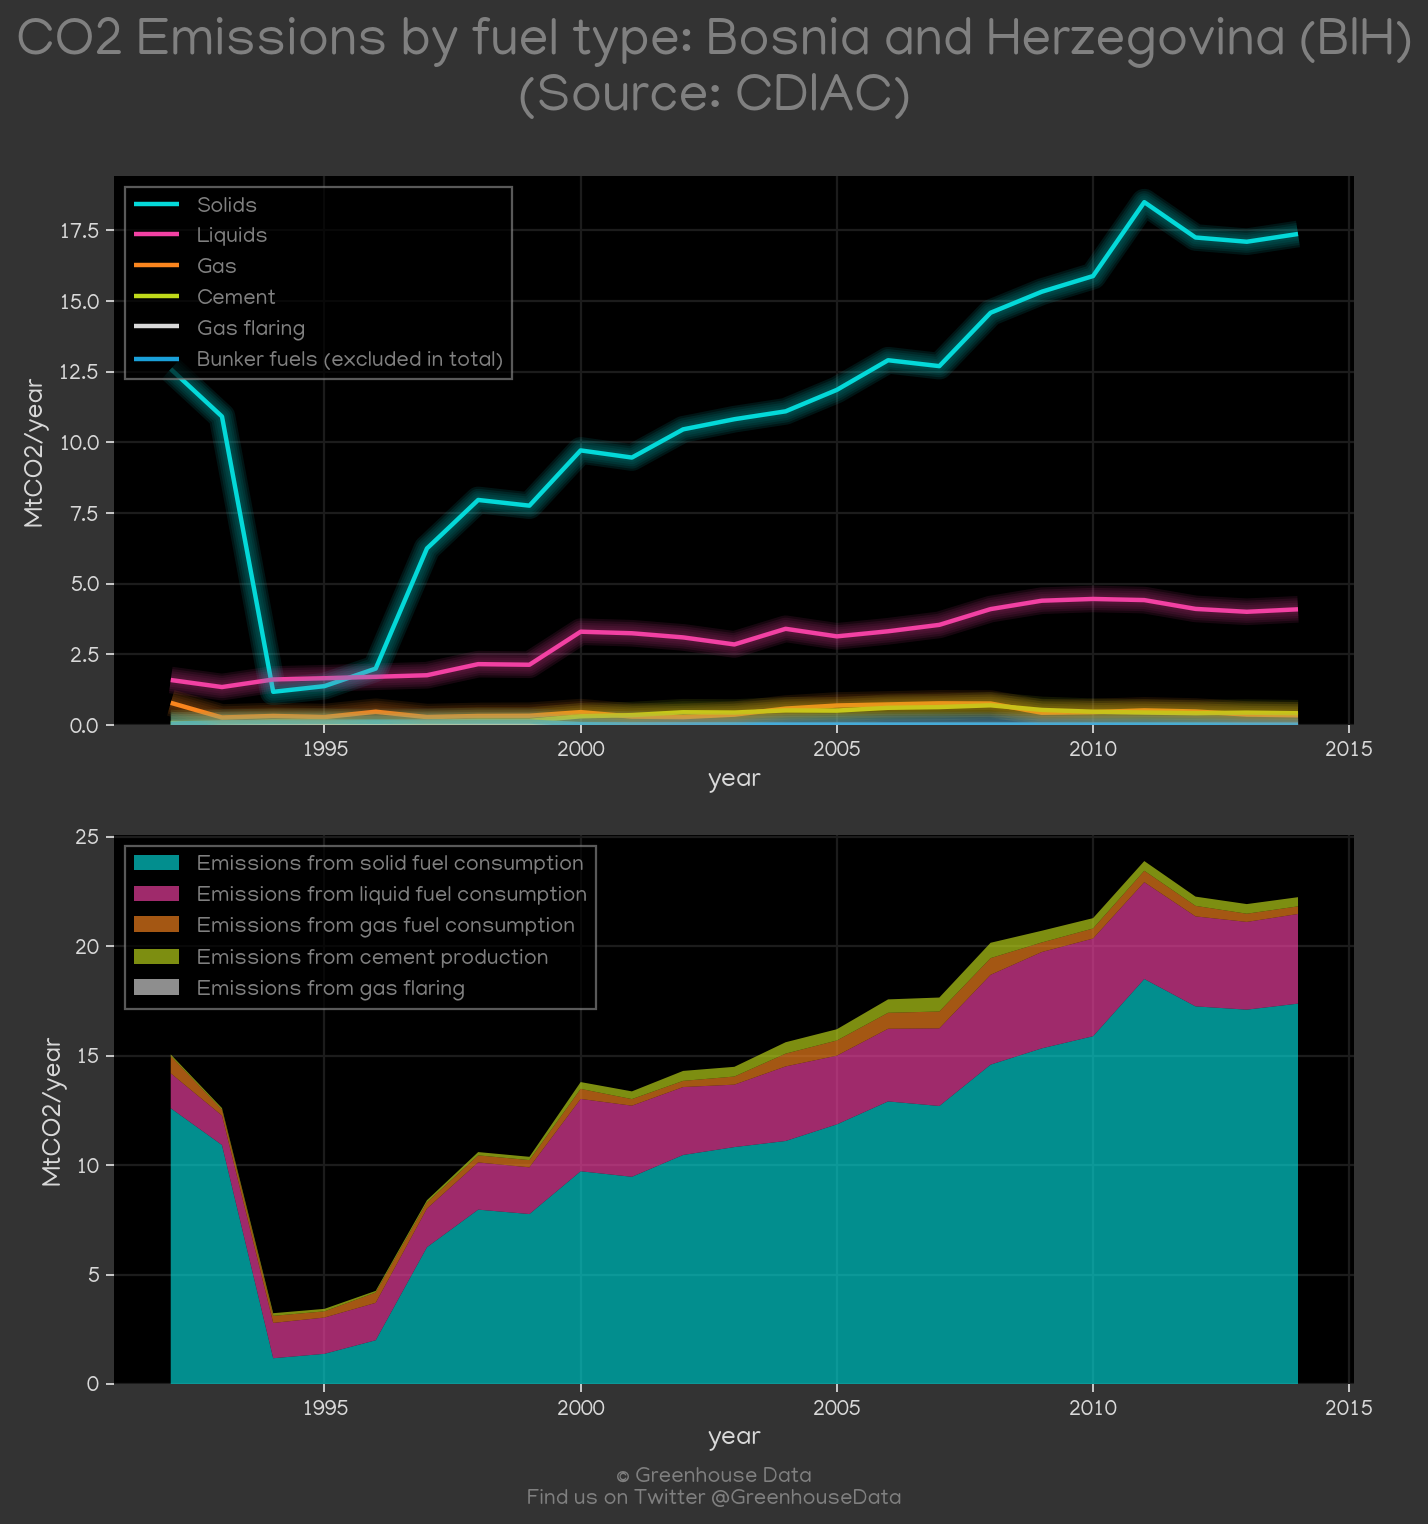 CO2 Emissions by fuel type: Bosnia and Herzegovina (BIH)
(Source: CDIAC)
Solids
Liquids
Gas
Cement
Gas flaring
Bunker fuels (excluded in total)
17.5
15.0
12.5
10.0
7.5
5.0
2.5
0.0
MtCO2/year
1995
2000
2005
2010
2015
year
Emissions from solid fuel consumption
Emissions from liquid fuel consumption
Emissions from gas fuel consumption
Emissions from cement production
Emissions from gas flaring
25
20
15
10
5
0
MtCO2/year
1995
2000
2005
2010
2015
year
© Greenhouse Data
Find us on Twitter @GreenhouseData